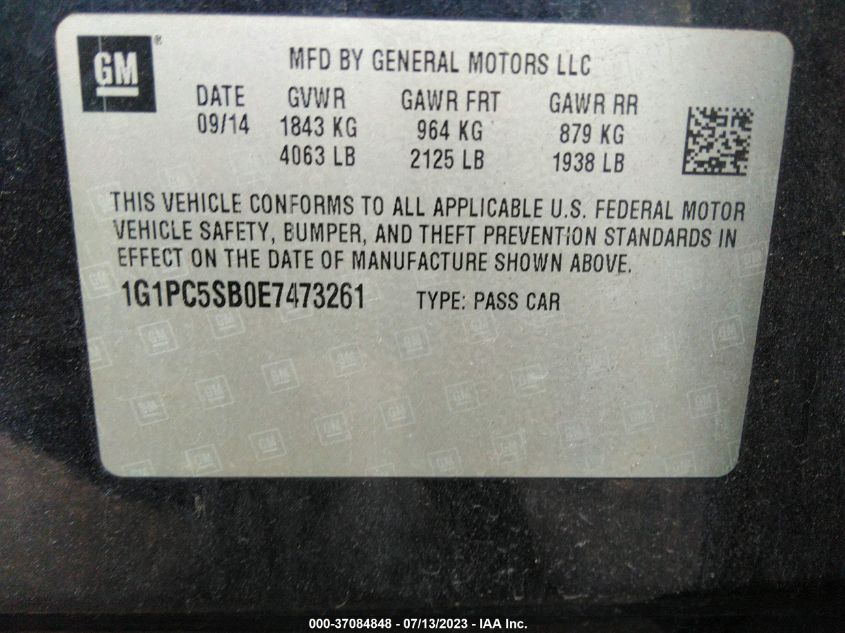 GM®
MFD BY GENERAL MOTORS LLC
DATE GVWR GAWR FRT GAWR RR
09/14 1843 KG 964 KG 879 KG
4063 LB 2125 LB 1938 LB
THIS VEHICLE CONFORMS TO ALL APPLICABLE U.S. FEDERAL MOTOR
VEHICLE SAFETY, BUMPER, AND THEFT PREVENTION STANDARDS IN
EFFECT ON THE DATE OF MANUFACTURE SHOWN ABOVE.
1G1PC5SB0E7473261 TYPE: PASS CAR
000-37084848 - 07/13/2023 - IAA Inc.